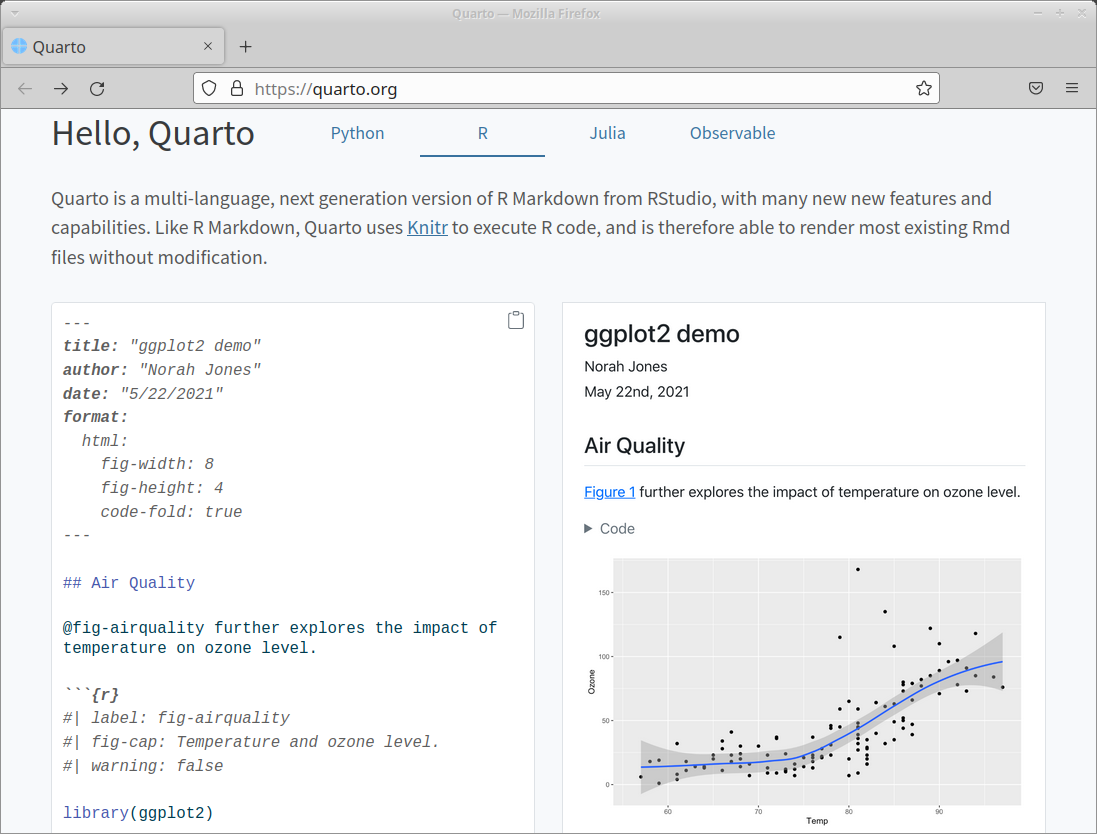 Quarto — Mozilla Firefox
Quarto
https://quarto.org
Hello, Quarto
Python
R
Julia
Observable
Quarto is a multi-language, next generation version of R Markdown from RStudio, with many new new features and
capabilities. Like R Markdown, Quarto uses Knitr to execute R code, and is therefore able to render most existing Rmd
files without modification.
---
title: "ggplot2 demo"
author: "Norah Jones"
date: "5/22/2021"
format:
  html:
    fig-width: 8
    fig-height: 4
    code-fold: true
---
## Air Quality
@fig-airquality further explores the impact of
temperature on ozone level.
```{r}
#| label: fig-airquality
#| fig-cap: Temperature and ozone level.
#| warning: false
library(ggplot2)
ggplot2 demo
Norah Jones
May 22nd, 2021
Air Quality
Figure 1 further explores the impact of temperature on ozone level.
Code
150
100
50
0
Ozone
60
70
80
90
Temp